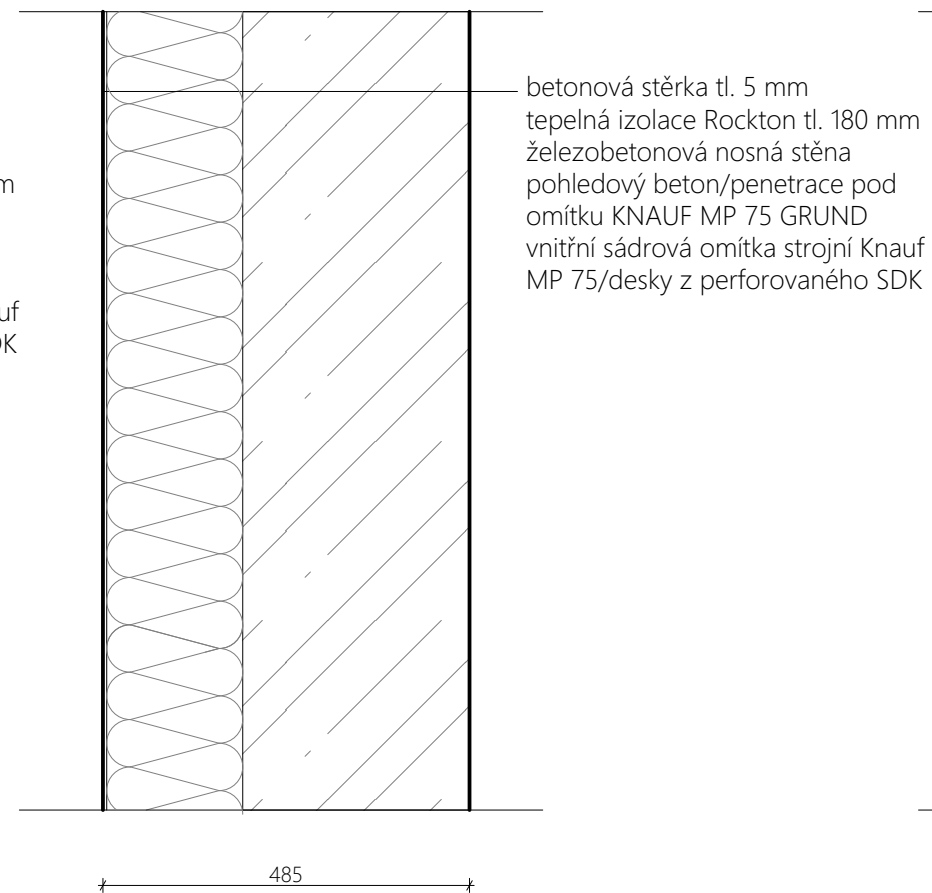 betonová stěrka tl. 5 mm
tepelná izolace Rockton tl. 180 mm
železobetonová nosná stěna
pohledový beton/penetrace pod
omítku KNAUF MP 75 GRUND
vnitřní sádrová omítka strojní Knauf
MP 75/desky z perforovaného SDK
485